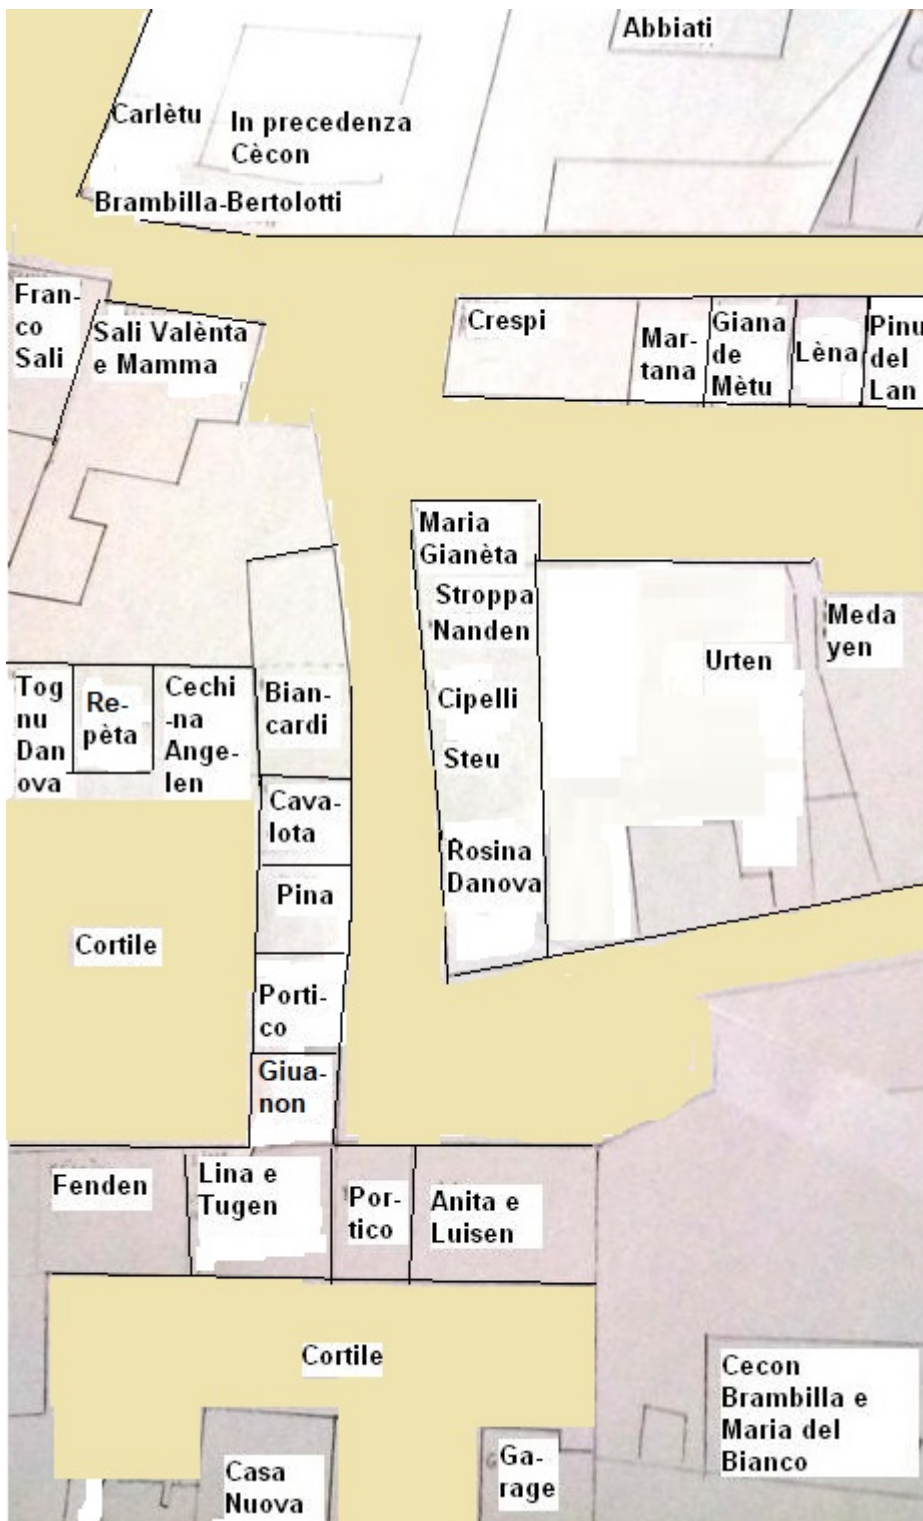 Abbiati
Carlètu
In precedenza
Cècon
Brambilla-Bertolotti
Fran-
co
Sali
Sali Valènta
e Mamma
Crespi
Mar-
tana
Giana
de
Mètu
Lèna
Pinu
del
Lan
Maria
Gianèta
Stroppa
Nanden
Cipelli
Steu
Rosina
Danova
Urten
Meda
yen
Tog
nu
Dan
ova
Re-
pèta
Cechi
-na
Ange-
len
Bian-
cardi
Cava-
lota
Pina
Cortile
Porti-
co
Giua-
non
Fenden
Lina e
Tugen
Por-
tico
Anita e
Luisen
Cortile
Casa
Nuova
Ga-
rage
Cecon
Brambilla e
Maria del
Bianco